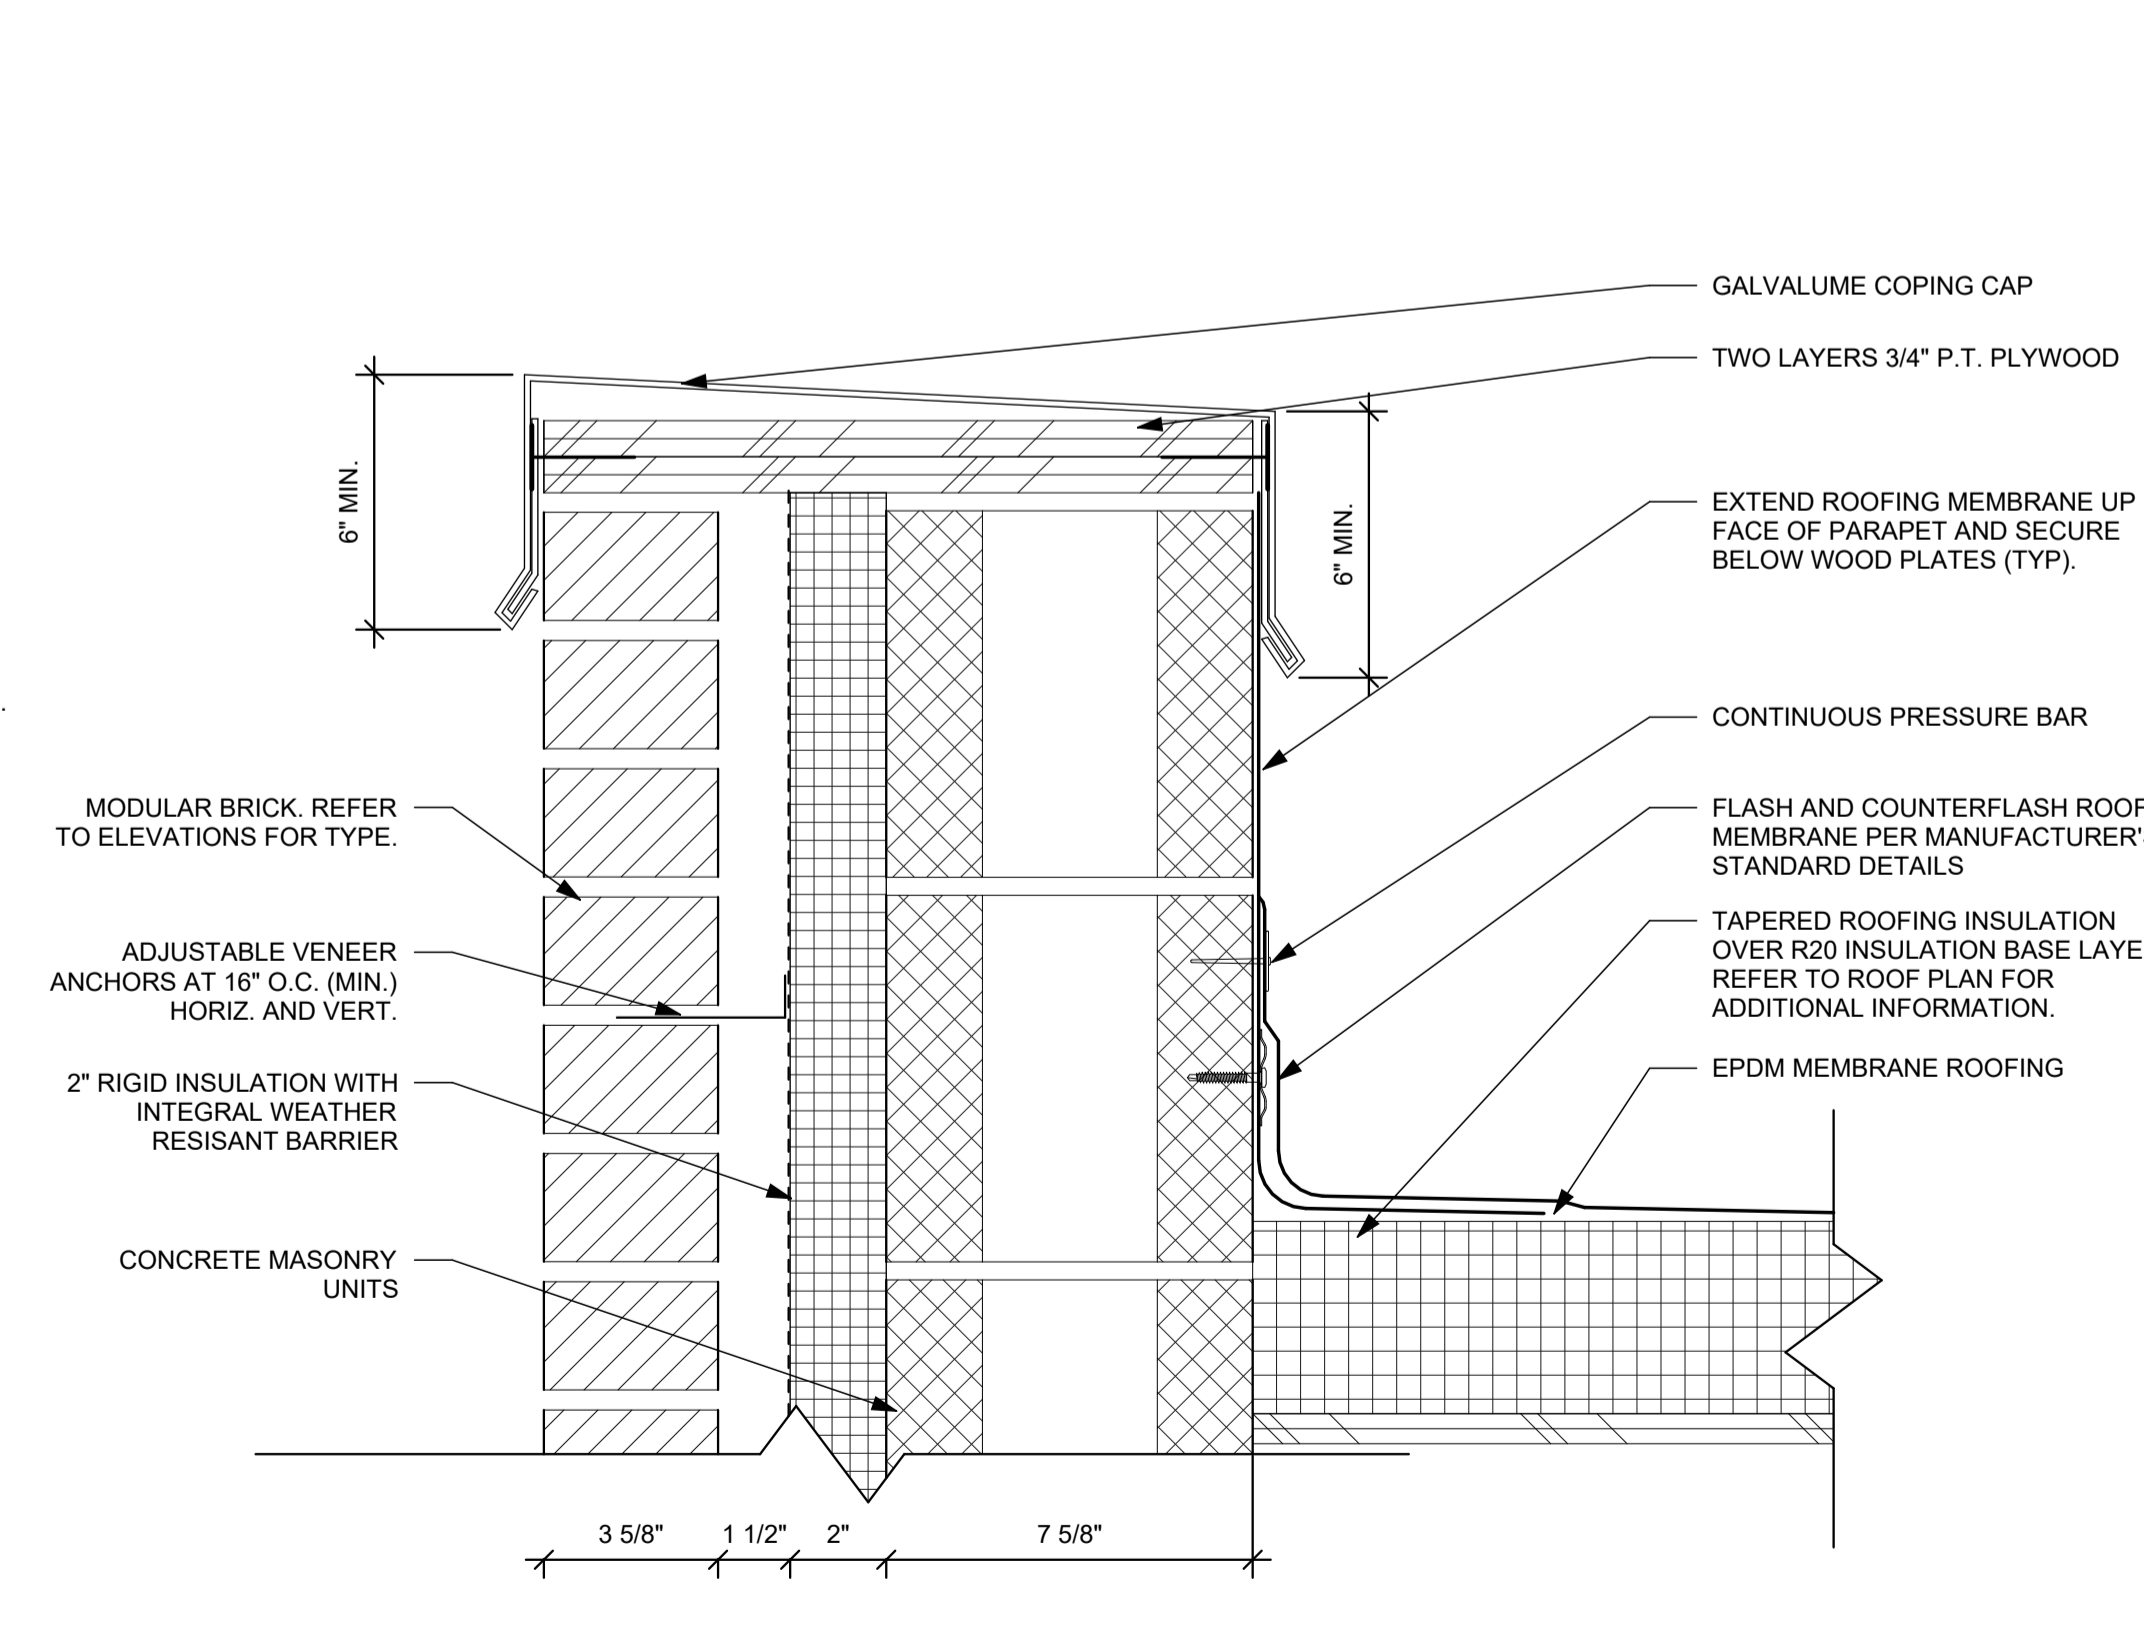 GALVALUME COPING CAP
TWO LAYERS 3/4" P.T. PLYWOOD
6" MIN.
6" MIN.
EXTEND ROOFING MEMBRANE UP
FACE OF PARAPET AND SECURE
BELOW WOOD PLATES (TYP).
CONTINUOUS PRESSURE BAR
MODULAR BRICK. REFER
TO ELEVATIONS FOR TYPE.
FLASH AND COUNTERFLASH ROOF
MEMBRANE PER MANUFACTURER'S
STANDARD DETAILS
ADJUSTABLE VENEER
ANCHORS AT 16" O.C. (MIN.)
HORIZ. AND VERT.
TAPERED ROOFING INSULATION
OVER R20 INSULATION BASE LAYE
REFER TO ROOF PLAN FOR
ADDITIONAL INFORMATION.
2" RIGID INSULATION WITH
INTEGRAL WEATHER
RESISANT BARRIER
EPDM MEMBRANE ROOFING
CONCRETE MASONRY
UNITS
3 5/8" 1 1/2" 2" 7 5/8"